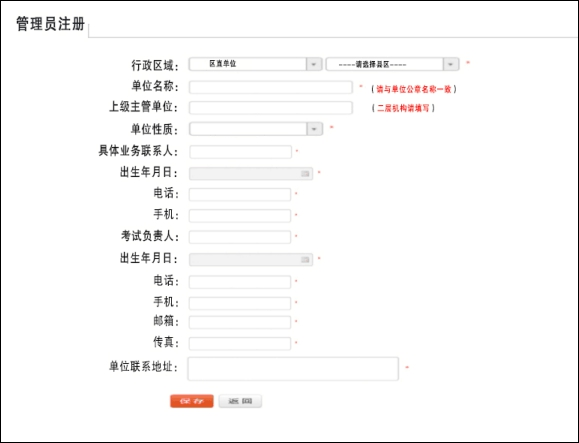 管理员注册
行政区域： 区直单位 ----请选择县区---- *
单位名称： * （请与单位公章名称一致）
上级主管单位： （二层机构请填写）
单位性质： *
具体业务联系人： *
出生年月日： *
电话： *
手机： *
考试负责人： *
出生年月日： *
电话： *
手机： *
邮箱： *
传真： *
单位联系地址： *
保存 返回